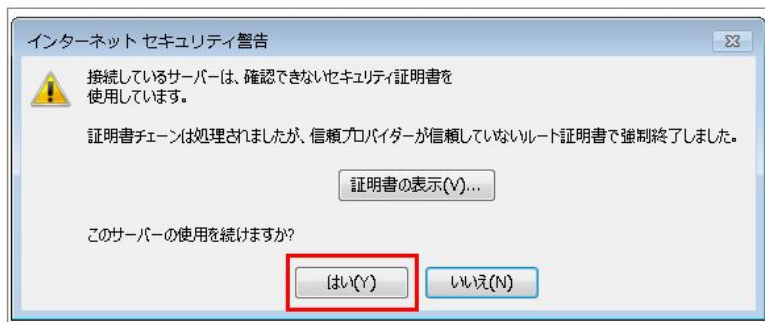 インターネット セキュリティ警告
接続しているサーバーは、確認できないセキュリティ証明書を
使用しています。
証明書チェーンは処理されましたが、信頼プロバイダーが信頼していないルート証明書で強制終了しました。
証明書の表示(V)...
このサーバーの使用を続けますか?
はい(Y)
いいえ(N)